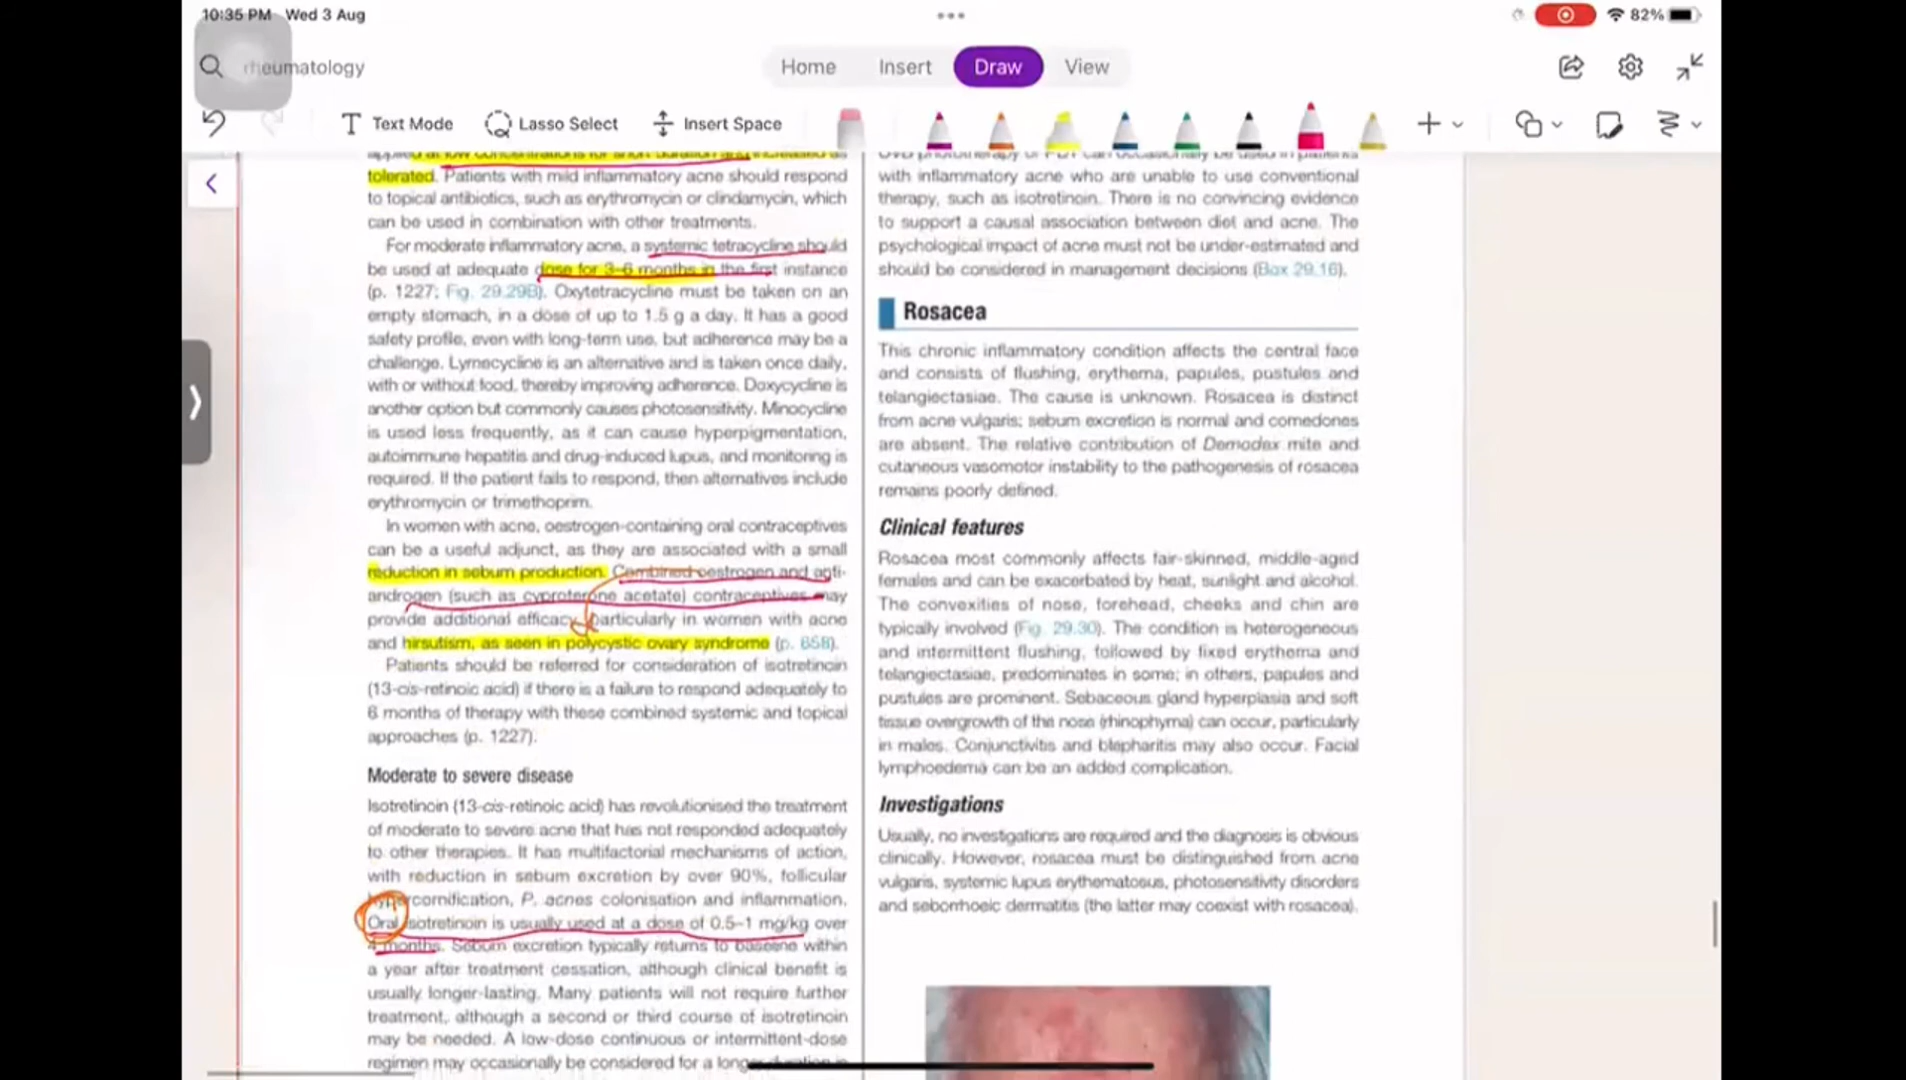 10:35 PM Wed 3 Aug
82%
rheumatology
Home
Insert
Draw
View
Text Mode
Lasso Select
Insert Space
applied at low concentrations for short duration and increased as
tolerated. Patients with mild inflammatory acne should respond
to topical antibiotics, such as erythromycin or clindamycin, which
can be used in combination with other treatments.
For moderate inflammatory acne, a systemic tetracycline should
be used at adequate dose for 3–6 months in the first instance
(p. 1227; Fig. 29.29B). Oxytetracycline must be taken on an
empty stomach, in a dose of up to 1.5 g a day. It has a good
safety profile, even with long-term use, but adherence may be a
challenge. Lymecycline is an alternative and is taken once daily,
with or without food, thereby improving adherence. Doxycycline is
another option but commonly causes photosensitivity. Minocycline
is used less frequently, as it can cause hyperpigmentation,
autoimmune hepatitis and drug-induced lupus, and monitoring is
required. If the patient fails to respond, then alternatives include
erythromycin or trimethoprim.
In women with acne, oestrogen-containing oral contraceptives
can be a useful adjunct, as they are associated with a small
reduction in sebum production. Combined oestrogen and anti-
androgen (such as cyproterone acetate) contraceptives may
provide additional efficacy, particularly in women with acne
and hirsutism, as seen in polycystic ovary syndrome (p. 658).
Patients should be referred for consideration of isotretinoin
(13-cis-retinoic acid) if there is a failure to respond adequately to
6 months of therapy with these combined systemic and topical
approaches (p. 1227).
Moderate to severe disease
Isotretinoin (13-cis-retinoic acid) has revolutionised the treatment
of moderate to severe acne that has not responded adequately
to other therapies. It has multifactorial mechanisms of action,
with reduction in sebum excretion by over 90%, follicular
hypercornification, P. acnes colonisation and inflammation.
Oral isotretinoin is usually used at a dose of 0.5–1 mg/kg over
4 months. Sebum excretion typically returns to baseline within
a year after treatment cessation, although clinical benefit is
usually longer-lasting. Many patients will not require further
treatment, although a second or third course of isotretinoin
may be needed. A low-dose continuous or intermittent-dose
regimen may occasionally be considered for a longer duration in
UVB phototherapy or PDT can occasionally be used in patients
with inflammatory acne who are unable to use conventional
therapy, such as isotretinoin. There is no convincing evidence
to support a causal association between diet and acne. The
psychological impact of acne must not be under-estimated and
should be considered in management decisions (Box 29.16).
Rosacea
This chronic inflammatory condition affects the central face
and consists of flushing, erythema, papules, pustules and
telangiectasiae. The cause is unknown. Rosacea is distinct
from acne vulgaris; sebum excretion is normal and comedones
are absent. The relative contribution of Demodex mite and
cutaneous vasomotor instability to the pathogenesis of rosacea
remains poorly defined.
Clinical features
Rosacea most commonly affects fair-skinned, middle-aged
females and can be exacerbated by heat, sunlight and alcohol.
The convexities of nose, forehead, cheeks and chin are
typically involved (Fig. 29.30). The condition is heterogeneous
and intermittent flushing, followed by fixed erythema and
telangiectasiae, predominates in some; in others, papules and
pustules are prominent. Sebaceous gland hyperplasia and soft
tissue overgrowth of the nose (rhinophyma) can occur, particularly
in males. Conjunctivitis and blepharitis may also occur. Facial
lymphoedema can be an added complication.
Investigations
Usually, no investigations are required and the diagnosis is obvious
clinically. However, rosacea must be distinguished from acne
vulgaris, systemic lupus erythematosus, photosensitivity disorders
and seborrhoeic dermatitis (the latter may coexist with rosacea).